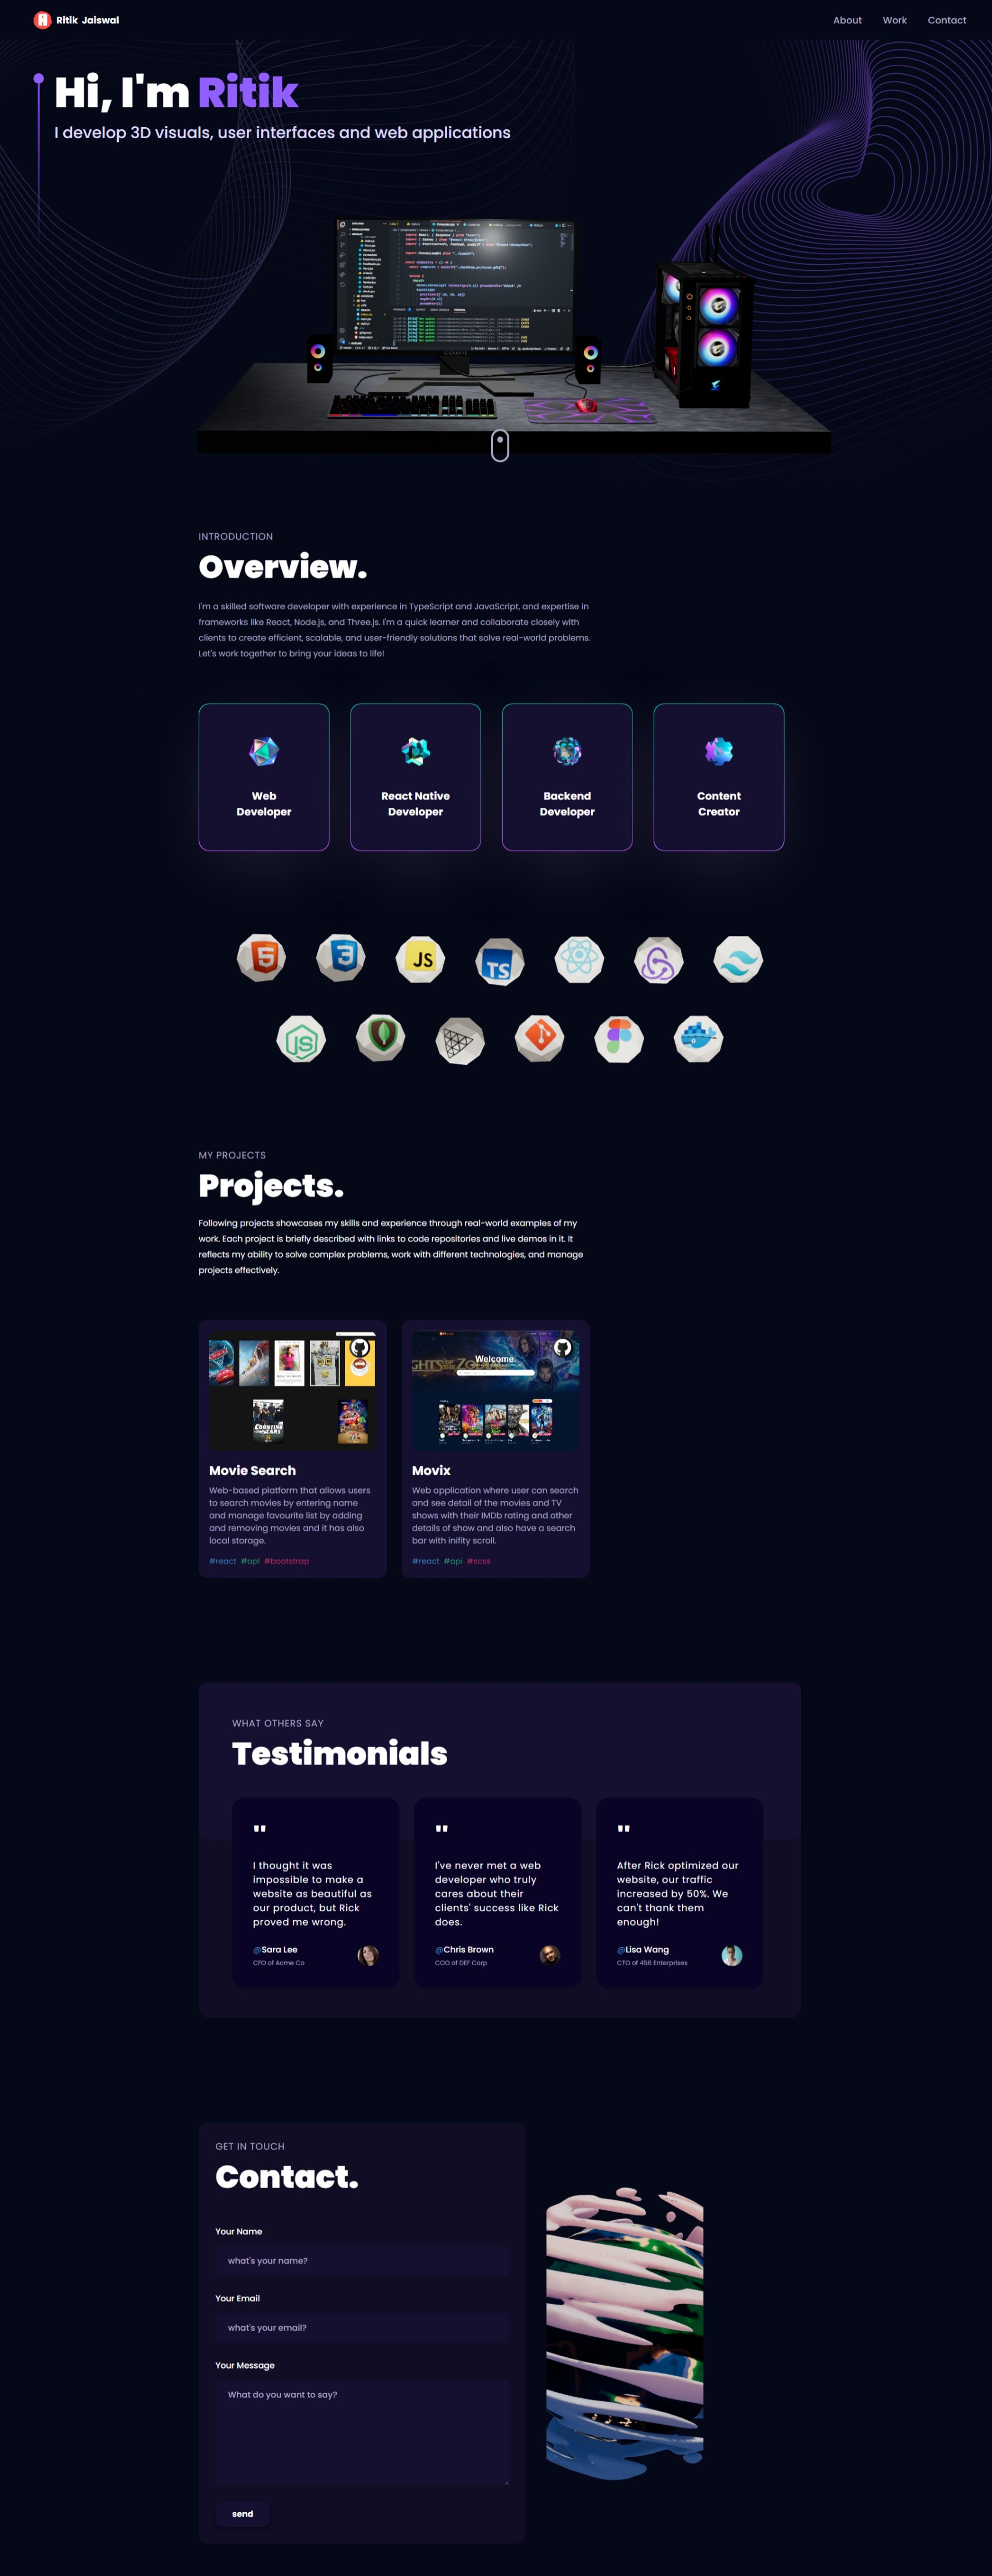 Ritik Jaiswal
About
Work
Contact
Hi, I'm Ritik
I develop 3D visuals, user interfaces and web applications
INTRODUCTION
Overview.
I'm a skilled software developer with experience in TypeScript and JavaScript, and expertise in
frameworks like React, Node.js, and Three.js. I'm a quick learner and collaborate closely with
clients to create efficient, scalable, and user-friendly solutions that solve real-world problems.
Let's work together to bring your ideas to life!
Web
Developer
React Native
Developer
Backend
Developer
Content
Creator
5
3
JS
TS
JS
MY PROJECTS
Projects.
Following projects showcases my skills and experience through real-world examples of my
work. Each project is briefly described with links to code repositories and live demos in it. It
reflects my ability to solve complex problems, work with different technologies, and manage
projects effectively.
Welcome.
Movie Search
Web-based platform that allows users
to search movies by entering name
and manage favourite list by adding
and removing movies and it has also
local storage.
#react #api #bootstrap
Movix
Web application where user can search
and see detail of the movies and TV
shows with their IMDb rating and other
details of show and also have a search
bar with inifity scroll.
#react #api #scss
WHAT OTHERS SAY
Testimonials
"
I thought it was
impossible to make a
website as beautiful as
our product, but Rick
proved me wrong.
@Sara Lee
CFO of Acme Co
"
I've never met a web
developer who truly
cares about their
clients' success like Rick
does.
@Chris Brown
COO of DEF Corp
"
After Rick optimized our
website, our traffic
increased by 50%. We
can't thank them
enough!
@Lisa Wang
CTO of 456 Enterprises
GET IN TOUCH
Contact.
Your Name
what's your name?
Your Email
what's your email?
Your Message
What do you want to say?
send